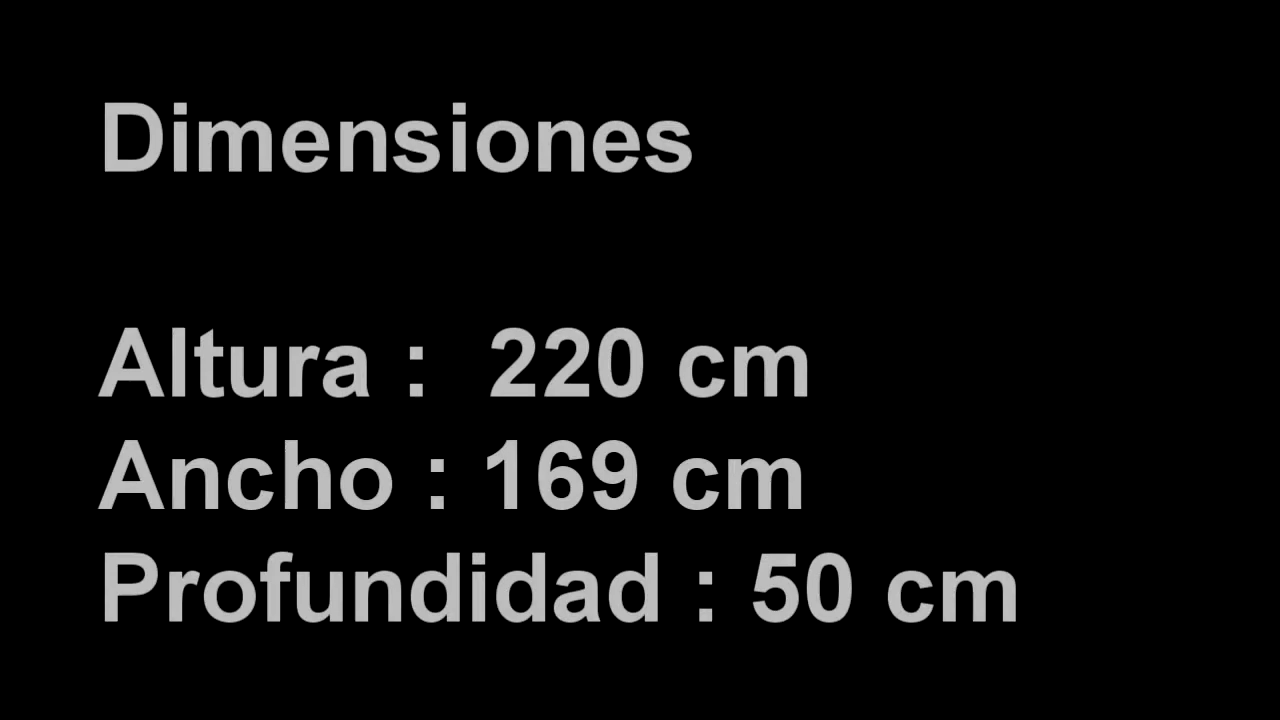 Dimensiones
Altura :  220 cm
Ancho : 169 cm
Profundidad : 50 cm